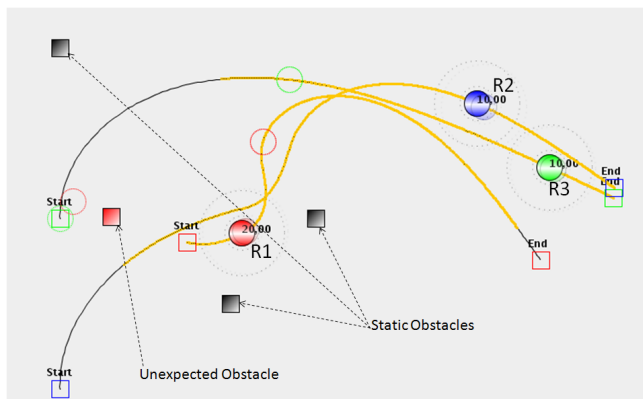 R2
10.00
10.00
R3
End
End
Start
Start
20.00
R1
End
Static Obstacles
Unexpected Obstacle
Start